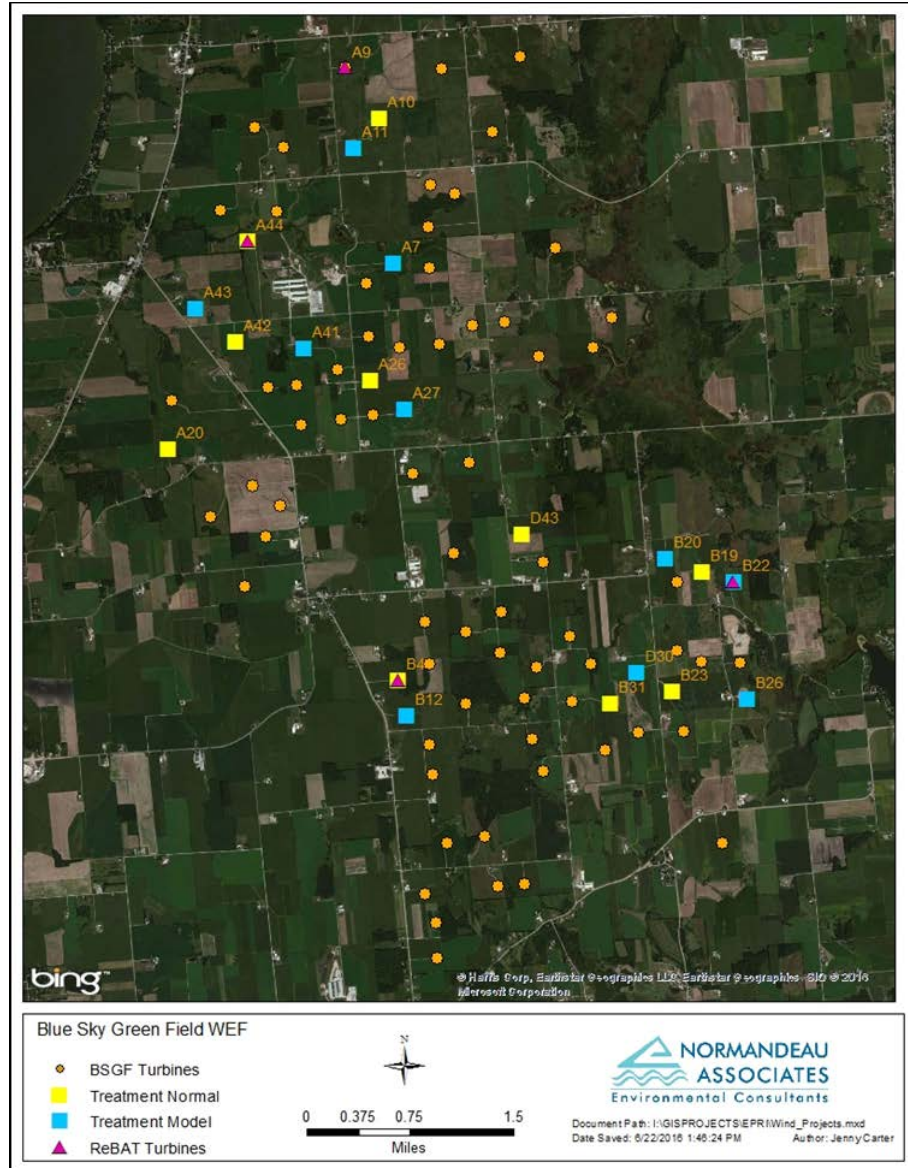 A9
A10
A11
A44
A7
A43
A42
A41
A26
A27
A20
D43
B20
B19
B22
D30
B4
B23
B26
B31
B12
bing™
© Harris Corp, Earthstar Geographics LLC, Earthstar Geographics SIO © 2016
Microsoft Corporation
Blue Sky Green Field WEF
BSGF Turbines
Treatment Normal
Treatment Model
ReBAT Turbines
N
0 0.375 0.75 1.5
Miles
NORMANDEAU
ASSOCIATES
Environmental Consultants
Document Path: I:\GISPROJECTS\EPRI\Wind_Projects.mxd
Date Saved: 6/22/2016 1:46:24 PM Author: JennyCarter